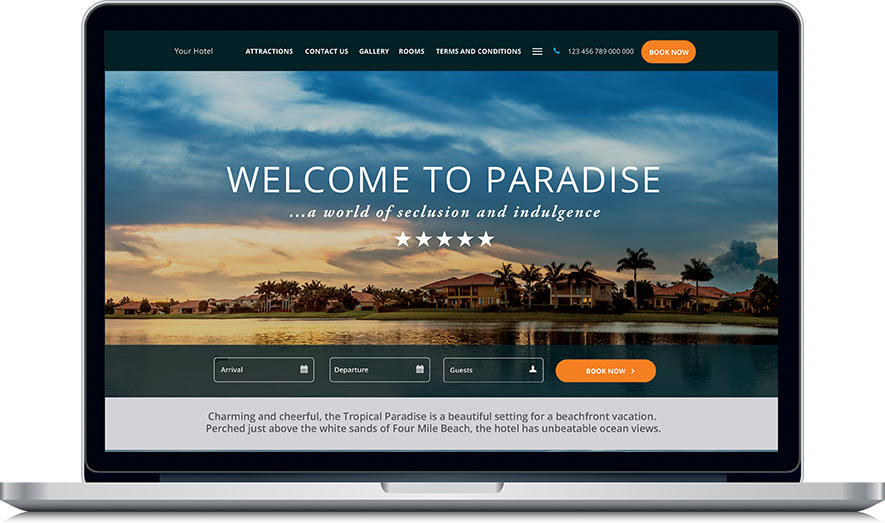 Your Hotel
ATTRACTIONS
CONTACT US
GALLERY
ROOMS
TERMS AND CONDITIONS
123 456 789 000 000
BOOK NOW
WELCOME TO PARADISE
...a world of seclusion and indulgence
Arrival
Departure
Guests
BOOK NOW
Charming and cheerful, the Tropical Paradise is a beautiful setting for a beachfront vacation.
Perched just above the white sands of Four Mile Beach, the hotel has unbeatable ocean views.